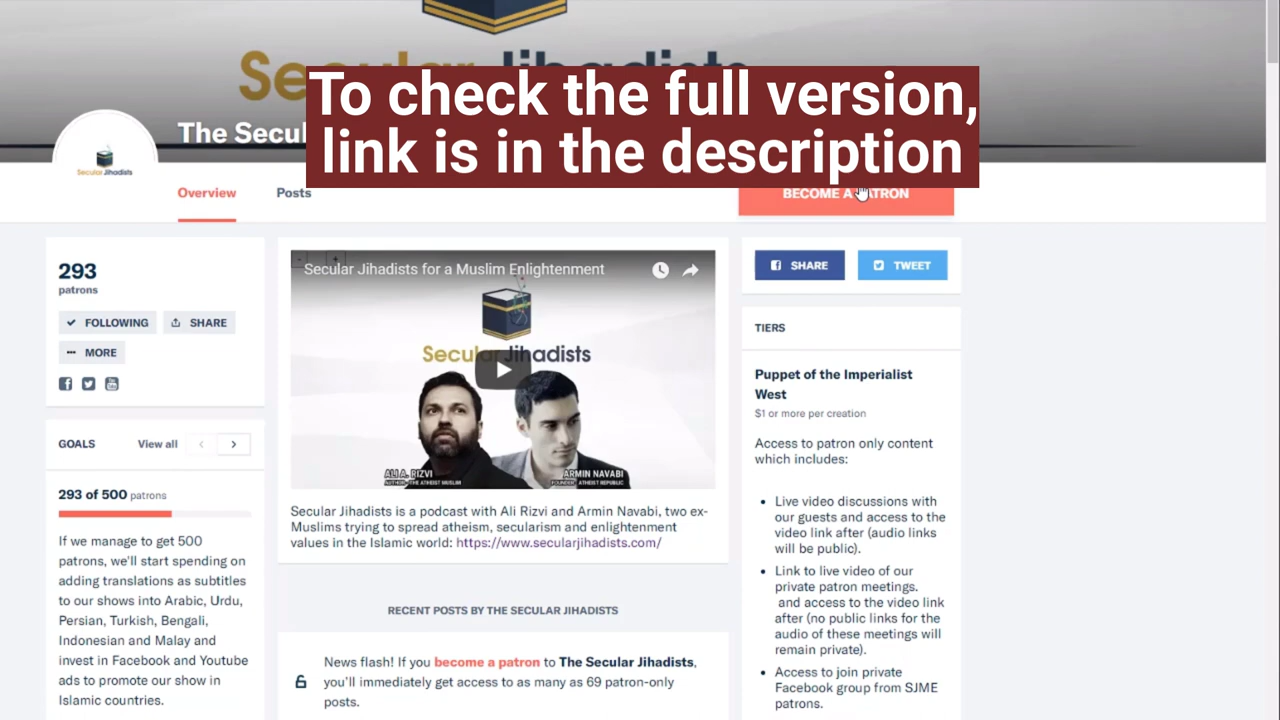 To check the full version,
link is in the description
The Secul
Secular Jihadists
Overview
Posts
BECOME A PATRON
293
patrons
FOLLOWING
SHARE
MORE
GOALS
View all
293 of 500 patrons
If we manage to get 500
patrons, we'll start spending on
adding translations as subtitles
to our shows into Arabic, Urdu,
Persian, Turkish, Bengali,
Indonesian and Malay and
invest in Facebook and Youtube
ads to promote our show in
Islamic countries.
Secular Jihadists for a Muslim Enlightenment
Secular Jihadists
ALI A. RIZVI
AUTHOR - THE ATHEIST MUSLIM
ARMIN NAVABI
FOUNDER - ATHEIST REPUBLIC
Secular Jihadists is a podcast with Ali Rizvi and Armin Navabi, two ex-
Muslims trying to spread atheism, secularism and enlightenment
values in the Islamic world: https://www.secularjihadists.com/
RECENT POSTS BY THE SECULAR JIHADISTS
News flash! If you become a patron to The Secular Jihadists,
you'll immediately get access to as many as 69 patron-only
posts.
SHARE
TWEET
TIERS
Puppet of the Imperialist
West
$1 or more per creation
Access to patron only content
which includes:
Live video discussions with
our guests and access to the
video link after (audio links
will be public).
Link to live video of our
private patron meetings.
and access to the video link
after (no public links for the
audio of these meetings will
remain private).
Access to join private
Facebook group from SJME
patrons.